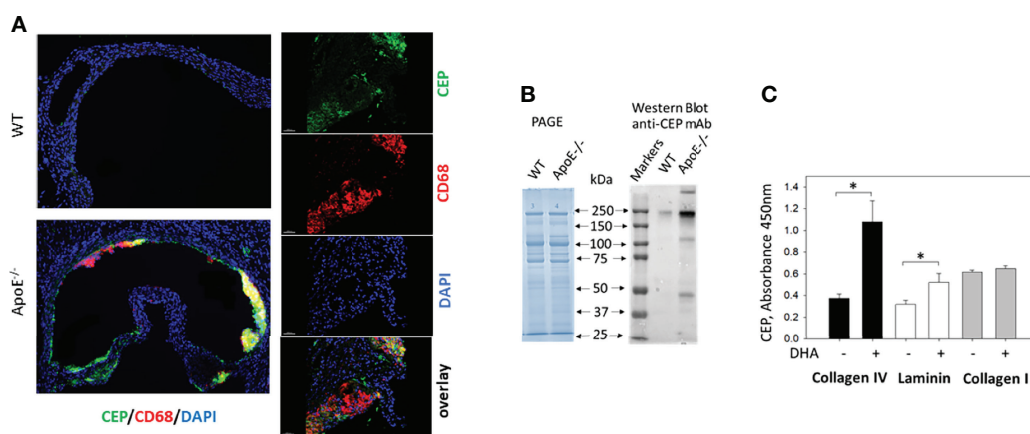 A
WT
ApoE-/-
CEP/CD68/DAPI
CEP
CD68
DAPI
overlay
B
PAGE
WT
ApoE-/-
3 4
kDa
250
150
100
75
50
37
25
Western Blot
anti-CEP mAb
Markers
WT
ApoE-/-
C
CEP, Absorbance 450nm
1.4
1.2
1.0
0.8
0.6
0.4
0.2
0.0
*
*
DHA - + - + - +
Collagen IV Laminin Collagen I